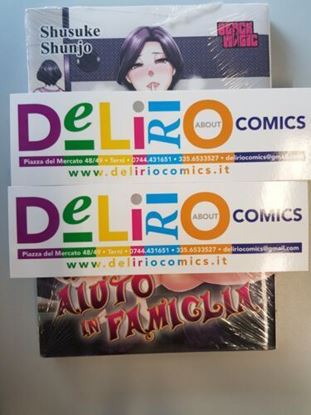 Shusuke
Shunjo
BLACK
MAGIC
DELIRIO ABOUT COMICS
Piazza del Mercato 48/49 • Terni • 0744.431651 • 335.6533527 • deliriocomics@gmail.com
www.deliriocomics.it
DELIRIO ABOUT COMICS
Piazza del Mercato 48/49 • Terni • 0744.431651 • 335.6533527 • deliriocomics@gmail.com
www.deliriocomics.it
AIUTO
IN FAMIGLIA